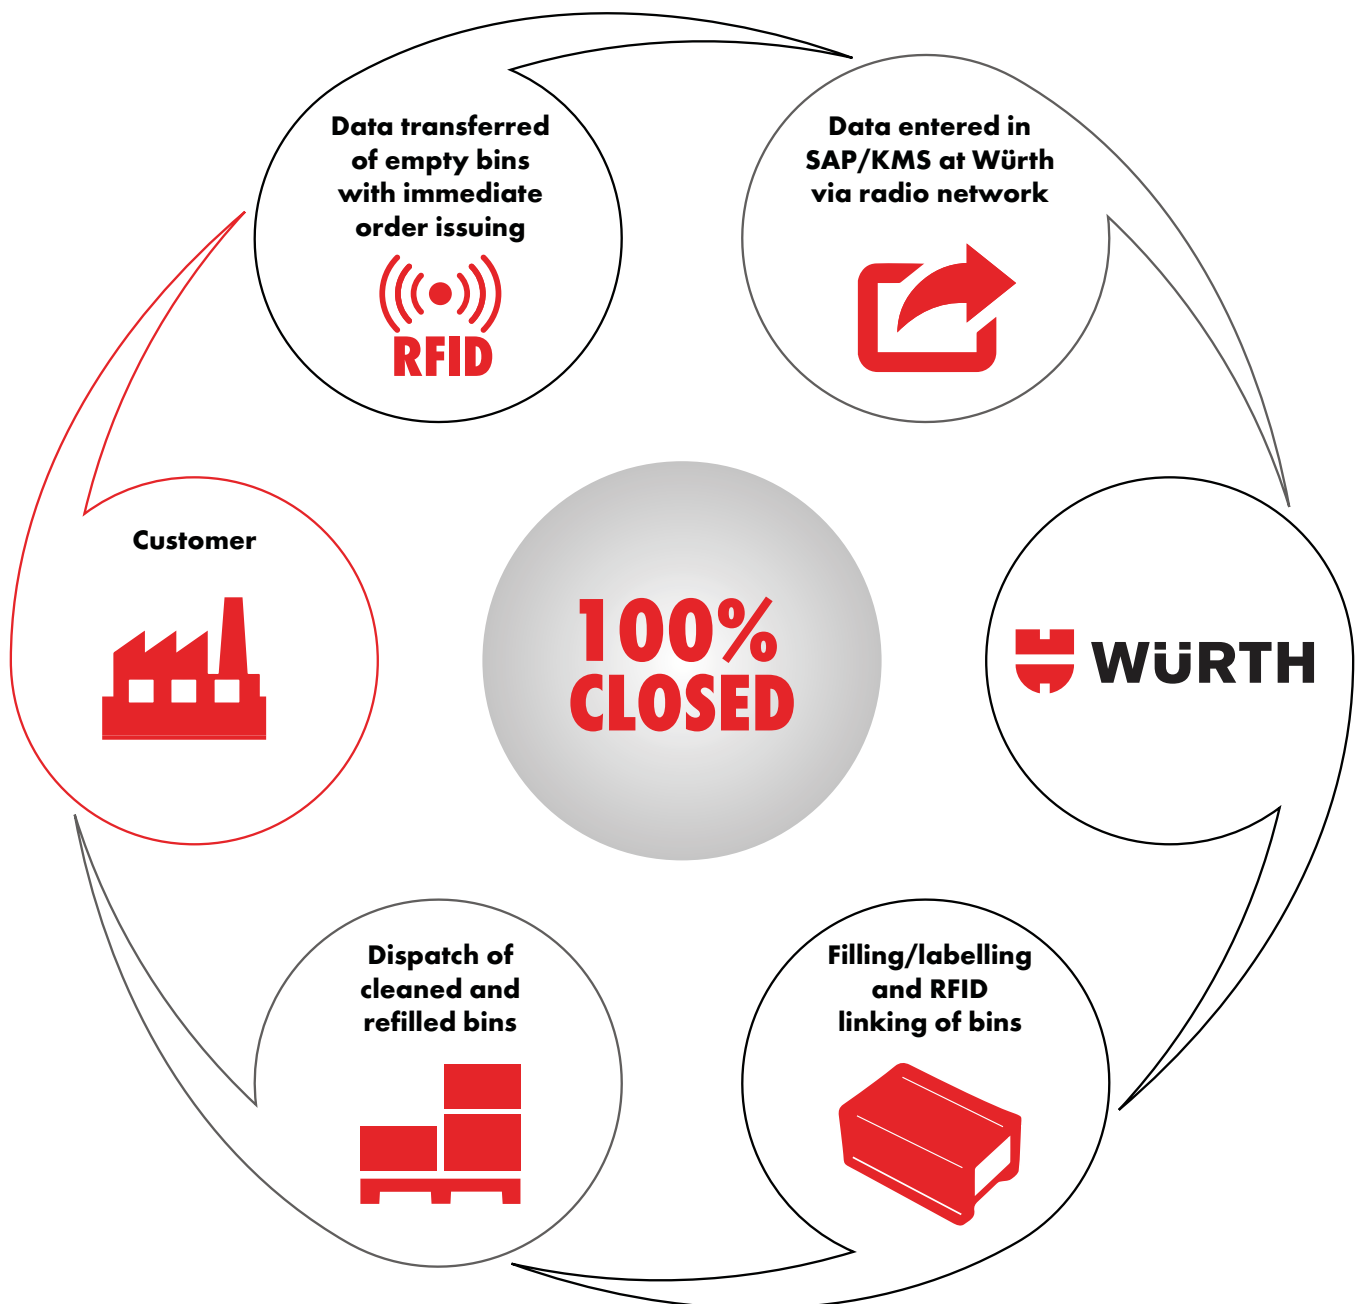 Data transferred
of empty bins
with immediate
order issuing
RFID
Data entered in
SAP/KMS at Würth
via radio network
Customer
100%
CLOSED
WÜRTH
Dispatch of
cleaned and
refilled bins
Filling/labelling
and RFID
linking of bins